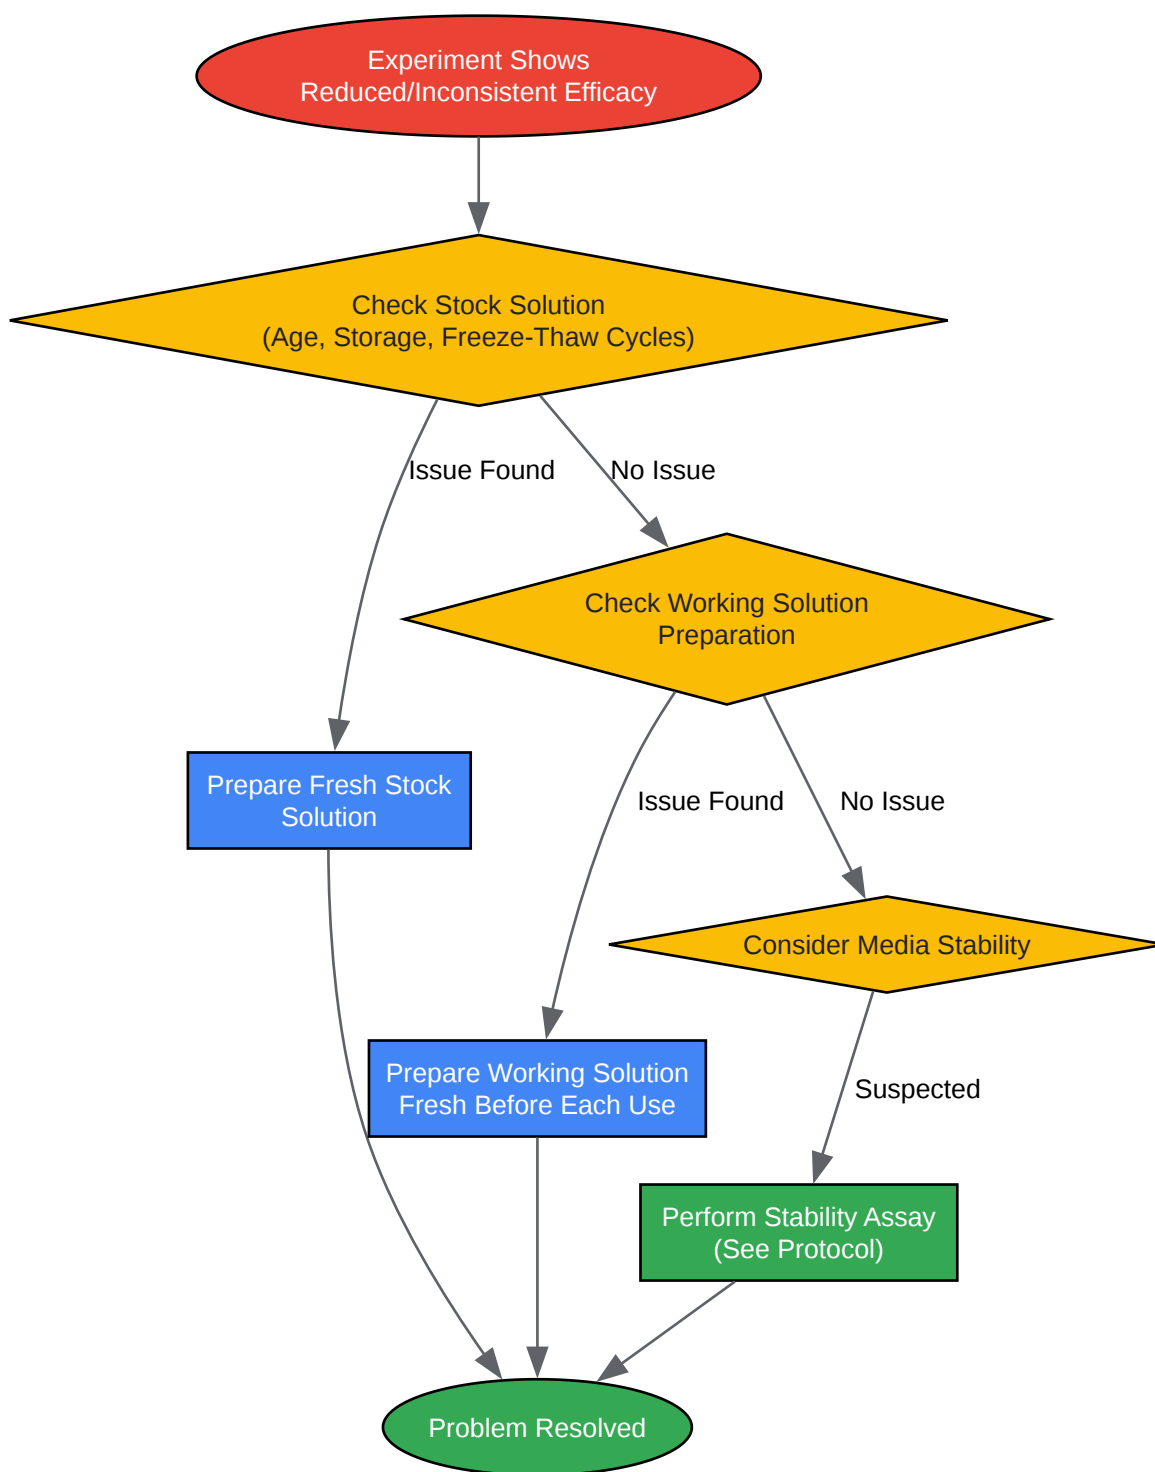 Experiment Shows
Reduced/Inconsistent Efficacy
Check Stock Solution
(Age, Storage, Freeze-Thaw Cycles)
Issue Found
No Issue
Check Working Solution
Preparation
Prepare Fresh Stock
Solution
Issue Found
No Issue
Consider Media Stability
Prepare Working Solution
Fresh Before Each Use
Suspected
Perform Stability Assay
(See Protocol)
Problem Resolved